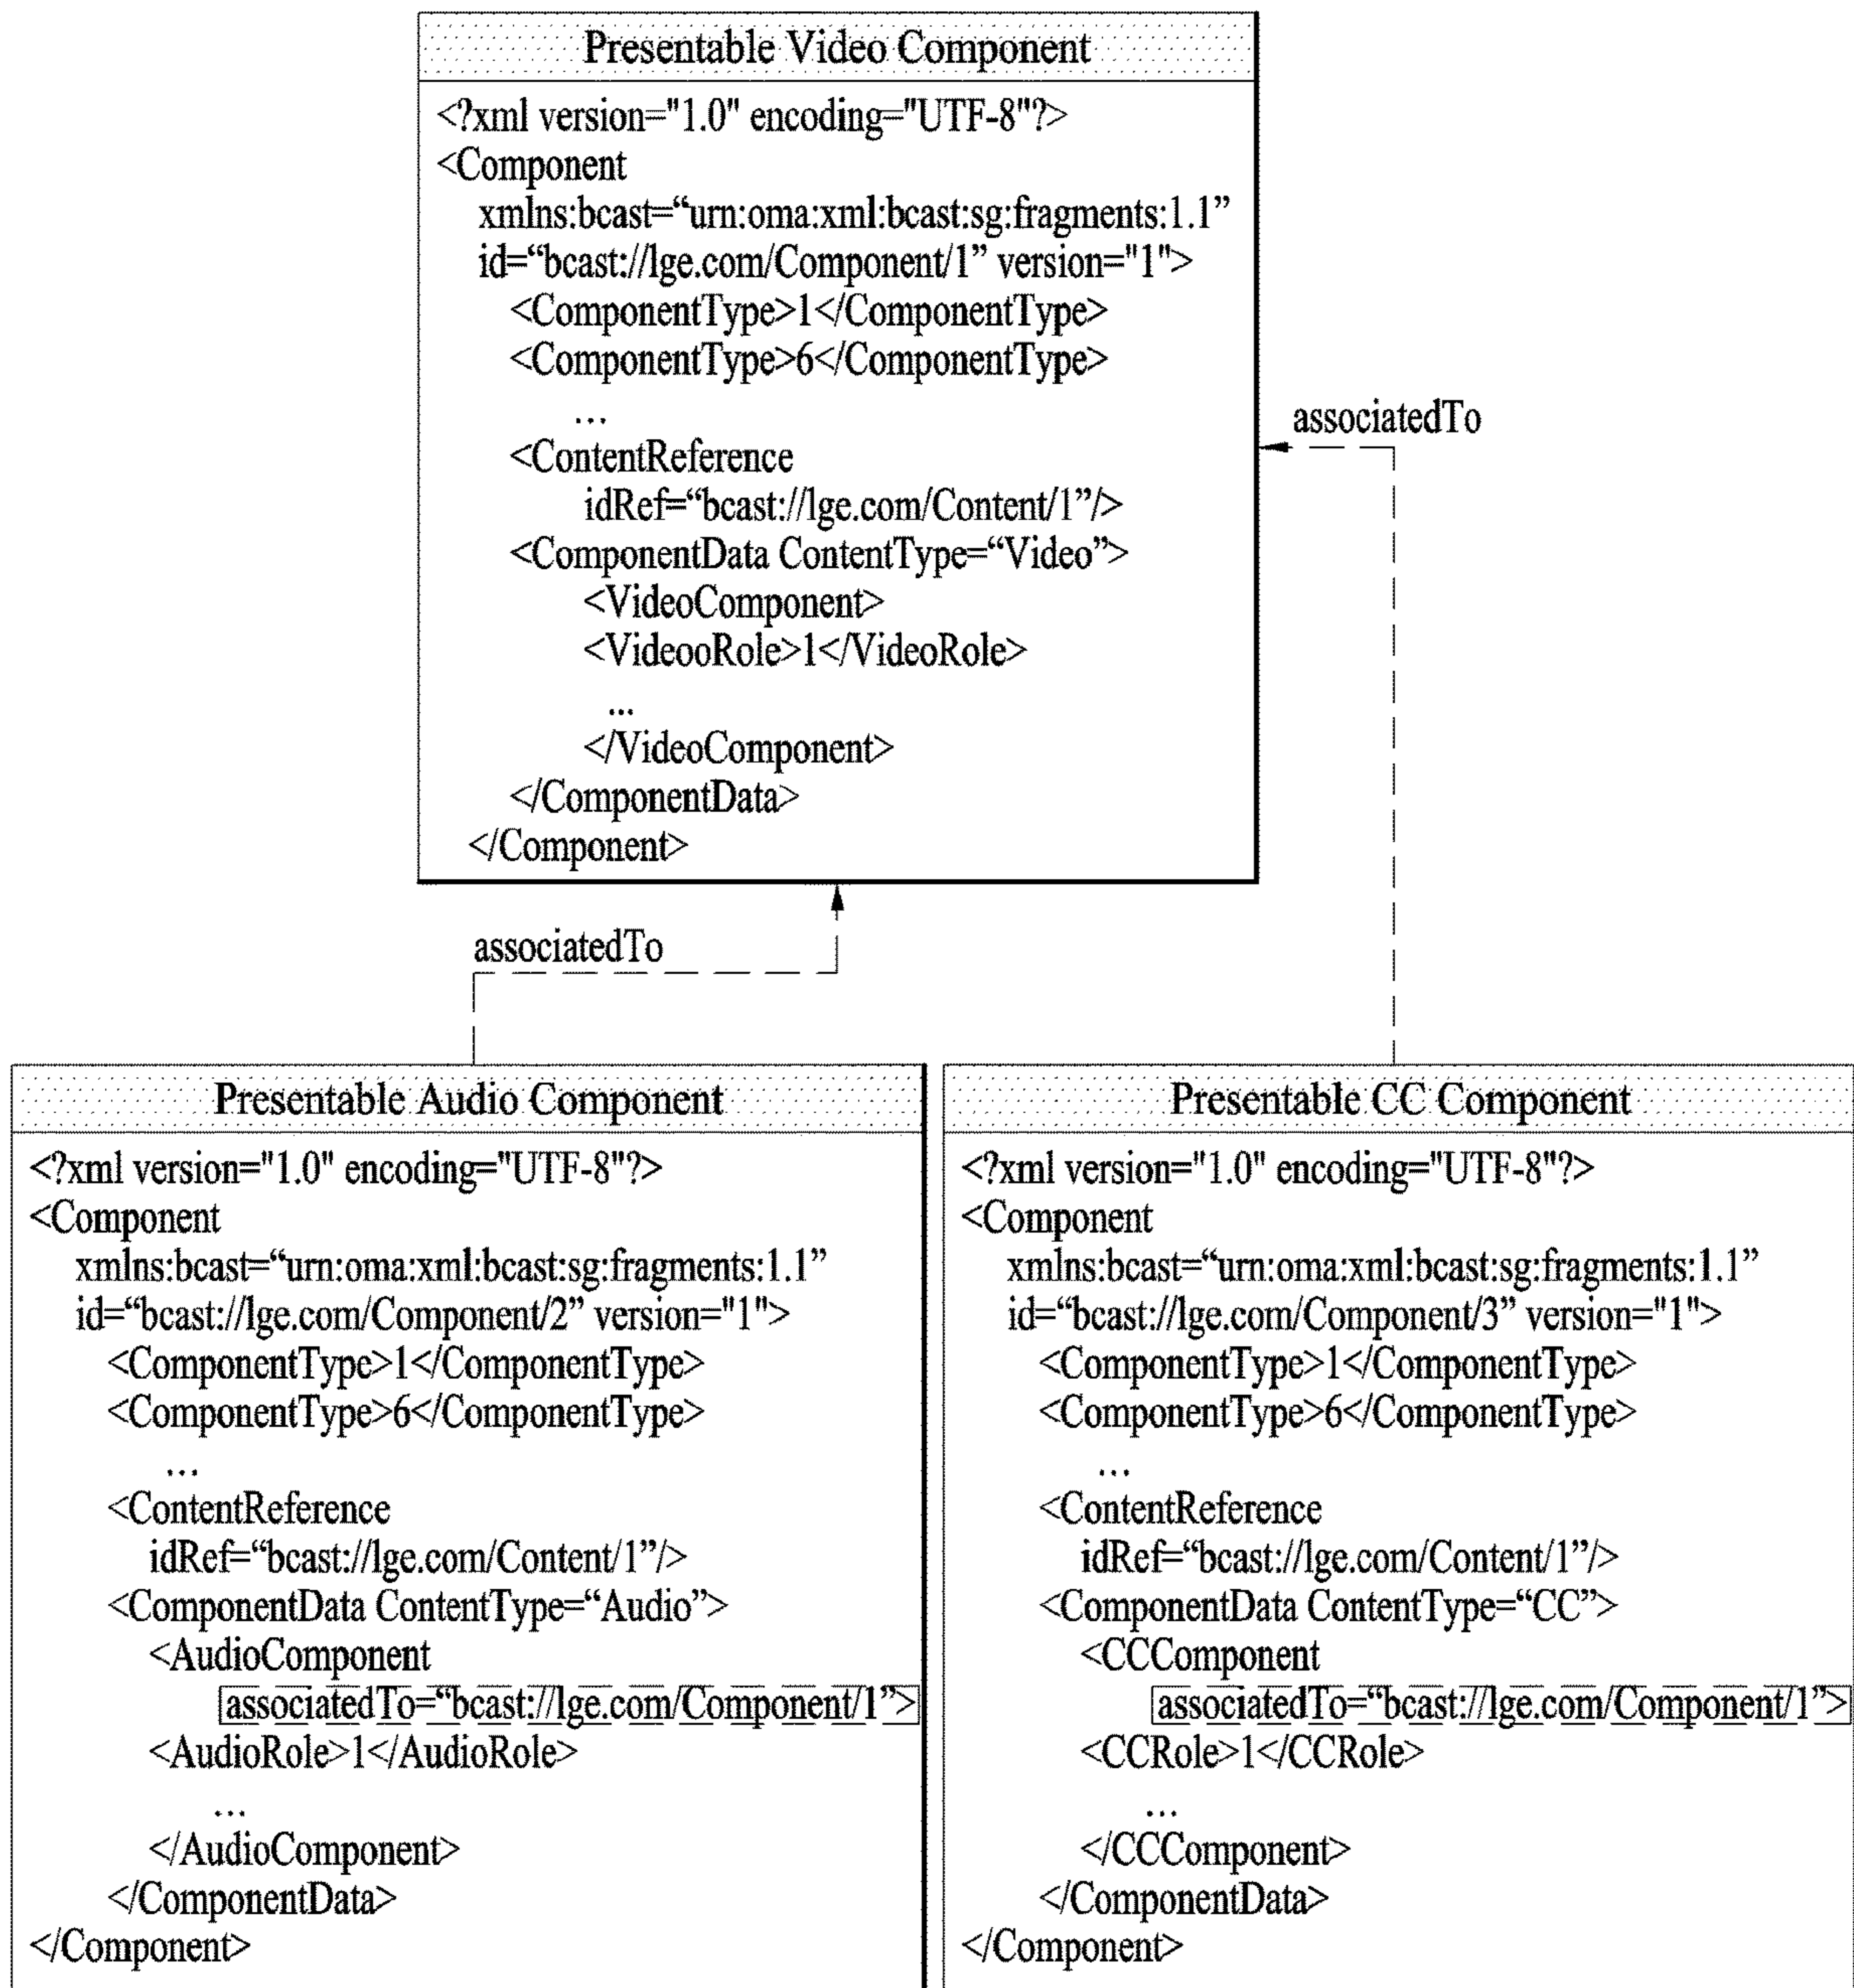 Presentable Video Component
<?xml version="1.0" encoding="UTF-8"?>
<Component
xmlns:bcast=“urn:oma:xml:bcast:sg:fragments:1.1”
id=“bcast://lge.com/Component/1” version="1">
<ComponentType>1</ComponentType>
<ComponentType>6</ComponentType>
...
<ContentReference
idRef=“bcast://lge.com/Content/1”/>
<ComponentData ContentType=“Video”>
<VideoComponent>
<VideooRole>1</VideoRole>
...
</VideoComponent>
</ComponentData>
</Component>
associatedTo
associatedTo
Presentable Audio Component
<?xml version="1.0" encoding="UTF-8"?>
<Component
xmlns:bcast=“urn:oma:xml:bcast:sg:fragments:1.1”
id=“bcast://lge.com/Component/2” version="1">
<ComponentType>1</ComponentType>
<ComponentType>6</ComponentType>
...
<ContentReference
idRef=“bcast://lge.com/Content/1”/>
<ComponentData ContentType=“Audio”>
<AudioComponent
associatedTo=“bcast://lge.com/Component/1”>
<AudioRole>1</AudioRole>
...
</AudioComponent>
</ComponentData>
</Component>
Presentable CC Component
<?xml version="1.0" encoding="UTF-8"?>
<Component
xmlns:bcast=“urn:oma:xml:bcast:sg:fragments:1.1”
id=“bcast://lge.com/Component/3” version="1">
<ComponentType>1</ComponentType>
<ComponentType>6</ComponentType>
...
<ContentReference
idRef=“bcast://lge.com/Content/1”/>
<ComponentData ContentType=“CC”>
<CCComponent
associatedTo=“bcast://lge.com/Component/1”>
<CCRole>1</CCRole>
...
</CCComponent>
</ComponentData>
</Component>